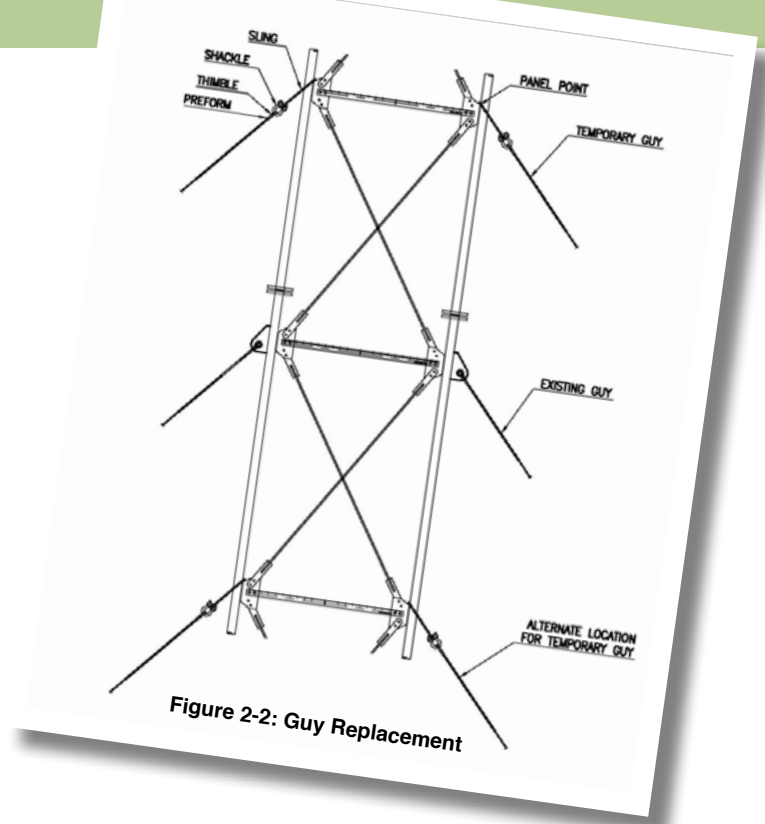 SLING
SHACKLE
THIMBLE
PREFORM
PANEL POINT
TEMPORARY GUY
EXISTING GUY
ALTERNATE LOCATION
FOR TEMPORARY GUY
Figure 2-2: Guy Replacement